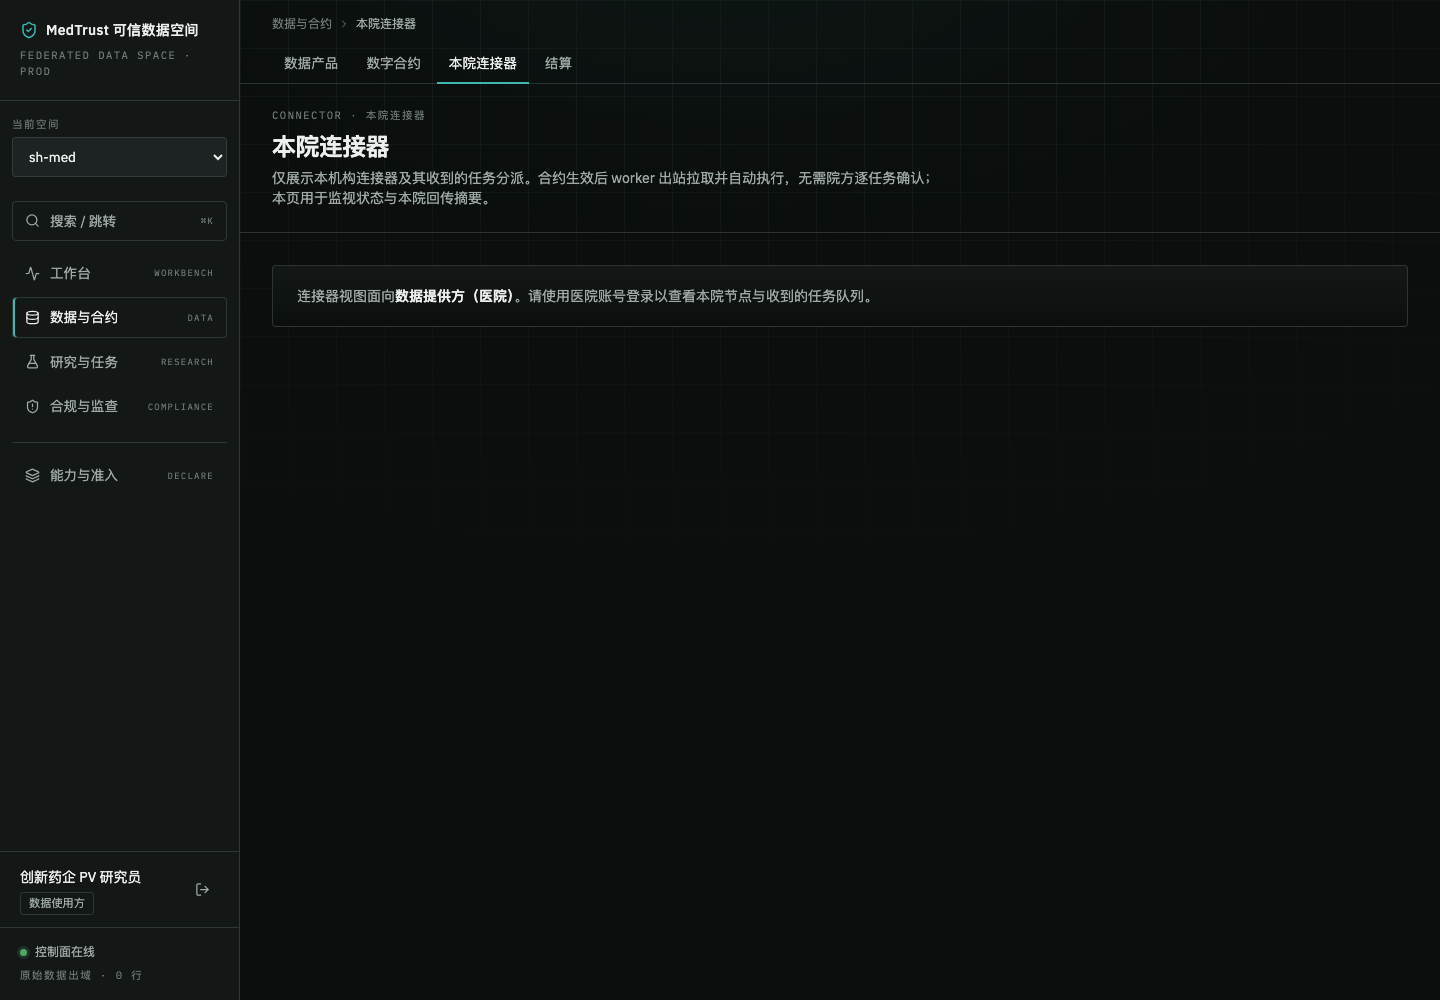 MedTrust 可信数据空间
FEDERATED DATA SPACE ·
PROD
当前空间
sh-med
搜索 / 跳转 ⌘K
工作台 WORKBENCH
数据与合约 DATA
研究与任务 RESEARCH
合规与监查 COMPLIANCE
能力与准入 DECLARE
创新药企 PV 研究员
数据使用方
控制面在线
原始数据出域 · 0 行
数据与合约 › 本院连接器
数据产品 数字合约 本院连接器 结算
CONNECTOR · 本院连接器
本院连接器
仅展示本机构连接器及其收到的任务分派。合约生效后 worker 出站拉取并自动执行，无需院方逐任务确认；
本页用于监视状态与本院回传摘要。
连接器视图面向数据提供方（医院）。请使用医院账号登录以查看本院节点与收到的任务队列。